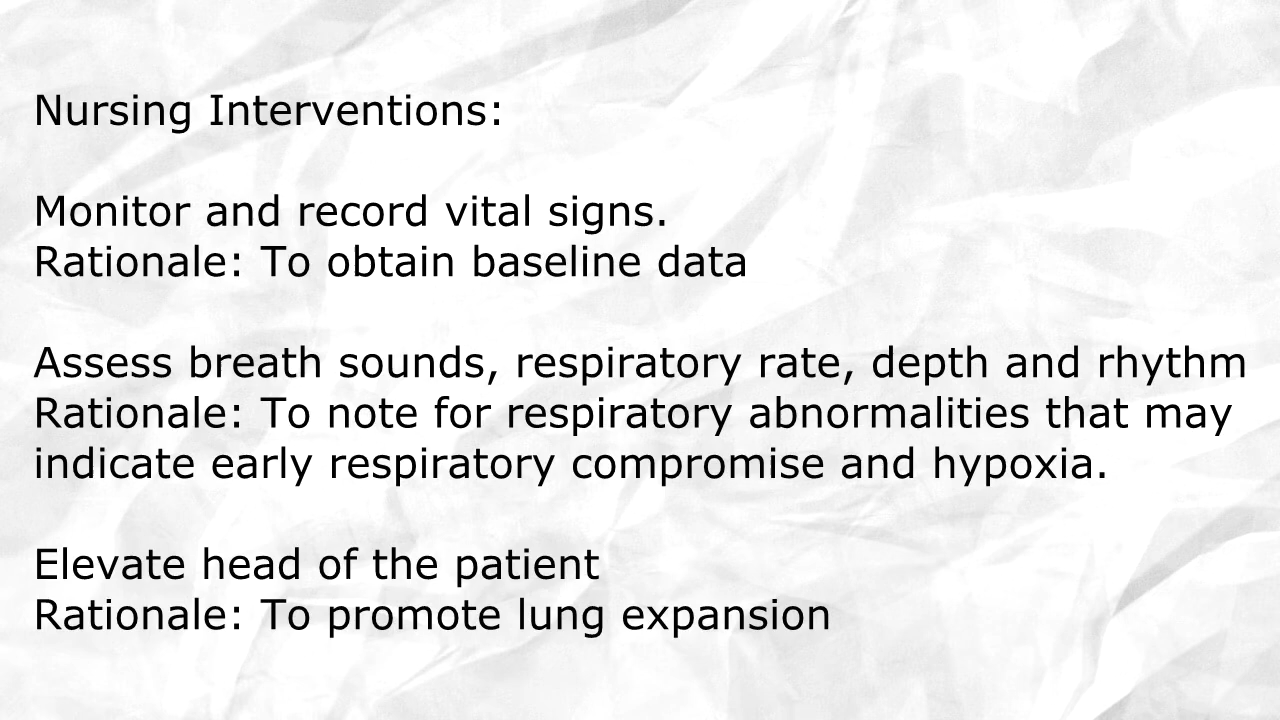 Nursing Interventions:
Monitor and record vital signs.
Rationale: To obtain baseline data
Assess breath sounds, respiratory rate, depth and rhythm
Rationale: To note for respiratory abnormalities that may
indicate early respiratory compromise and hypoxia.
Elevate head of the patient
Rationale: To promote lung expansion